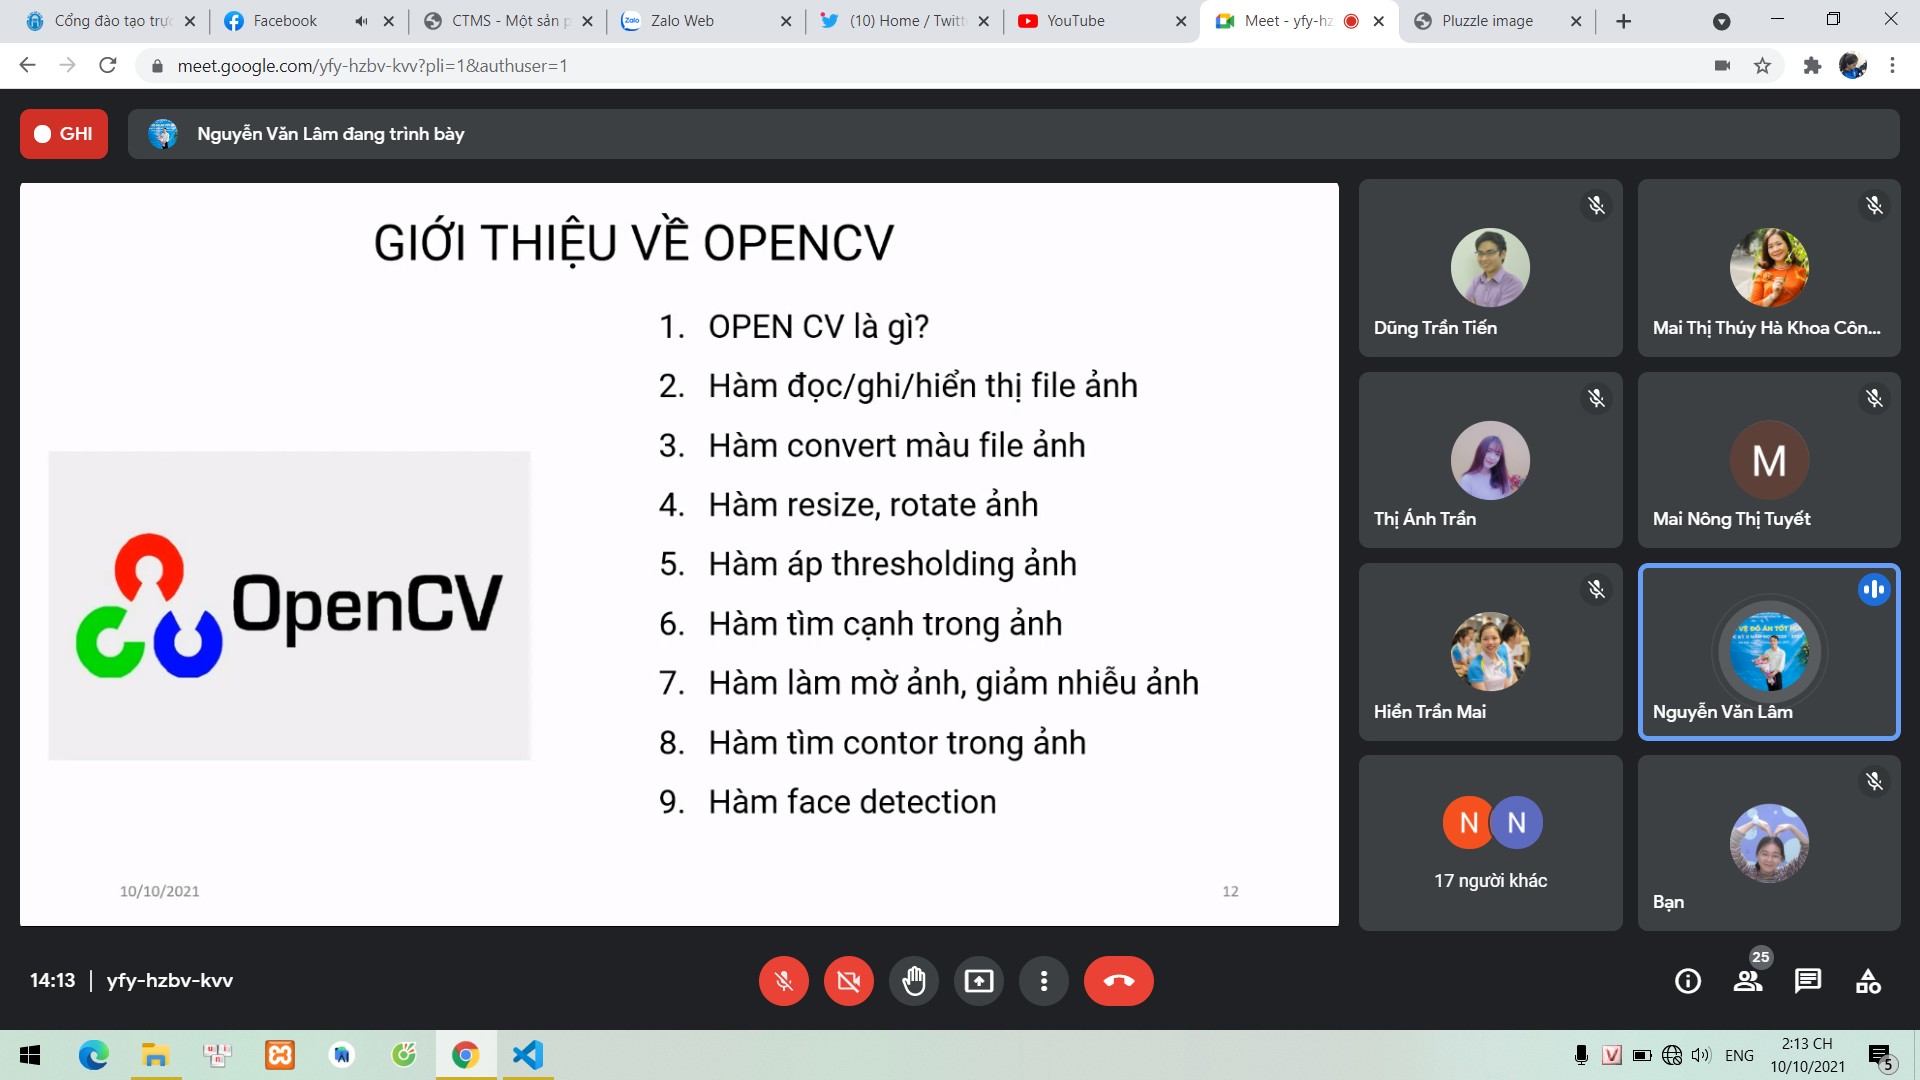 Cổng đào tạo trực
Facebook
CTMS - Một sản p
Zalo Web
(10) Home / Twitte
YouTube
Meet - yfy-hz
Pluzzle image
meet.google.com/yfy-hzbv-kvv?pli=1&authuser=1
GHI
Nguyễn Văn Lâm đang trình bày
GIỚI THIỆU VỀ OPENCV
1. OPEN CV là gì?
2. Hàm đọc/ghi/hiển thị file ảnh
3. Hàm convert màu file ảnh
4. Hàm resize, rotate ảnh
5. Hàm áp thresholding ảnh
6. Hàm tìm cạnh trong ảnh
7. Hàm làm mờ ảnh, giảm nhiễu ảnh
8. Hàm tìm contor trong ảnh
9. Hàm face detection
OpenCV
10/10/2021
12
Dũng Trần Tiến
Mai Thị Thúy Hà Khoa Côn...
Thị Ánh Trần
M
Mai Nông Thị Tuyết
Hiền Trần Mai
Nguyễn Văn Lâm
N N
17 người khác
Bạn
14:13 | yfy-hzbv-kvv
25
ENG
2:13 CH
10/10/2021
5